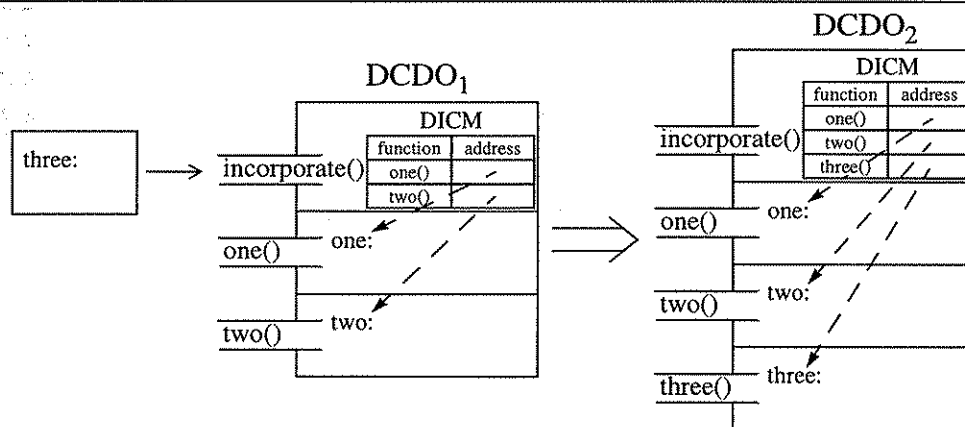 three:
DCDO1
DICM
function address
one()
two()
incorporate()
one()
one:
two()
two:
DCDO2
DICM
function address
one()
two()
three()
incorporate()
one()
one:
two()
two:
three()
three: